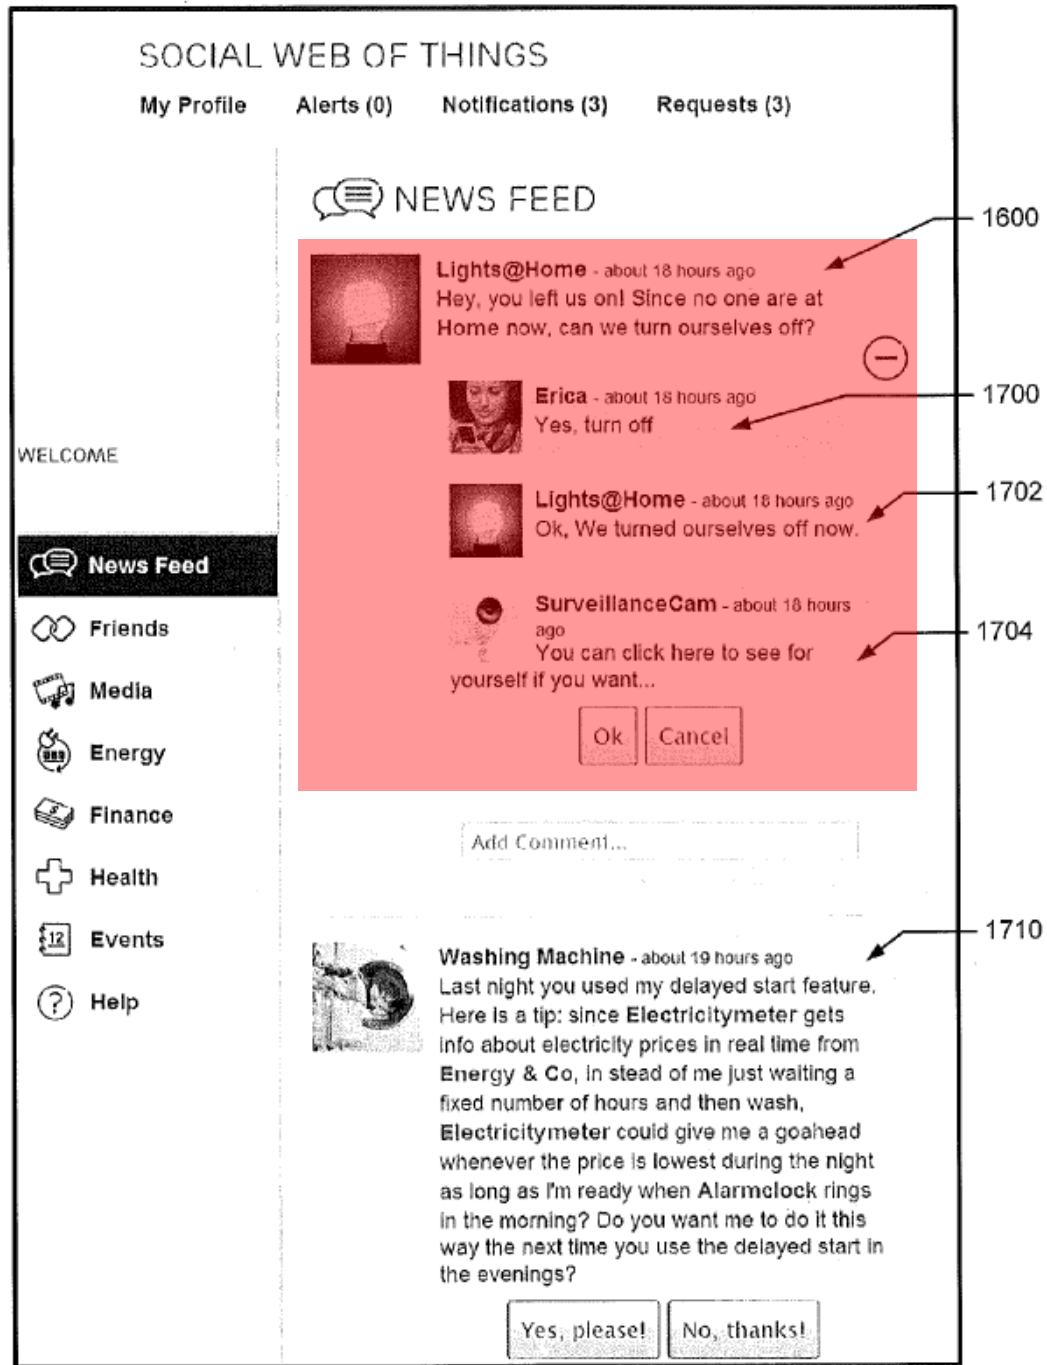 SOCIAL WEB OF THINGS
My Profile Alerts (0) Notifications (3) Requests (3)
NEWS FEED
1600
Lights@Home - about 18 hours ago
Hey, you left us on! Since no one are at
Home now, can we turn ourselves off?
1700
Erica - about 18 hours ago
Yes, turn off
WELCOME
1702
Lights@Home - about 18 hours ago
Ok, We turned ourselves off now.
News Feed
Friends
Media
Energy
Finance
Health
12 Events
? Help
SurveillanceCam - about 18 hours
ago
1704
You can click here to see for
yourself if you want...
Ok Cancel
Add Comment...
1710
Washing Machine - about 19 hours ago
Last night you used my delayed start feature.
Here is a tip: since Electricitymeter gets
info about electricity prices in real time from
Energy & Co, in stead of me just waiting a
fixed number of hours and then wash,
Electricitymeter could give me a goahead
whenever the price is lowest during the night
as long as I'm ready when Alarmclock rings
in the morning? Do you want me to do it this
way the next time you use the delayed start in
the evenings?
Yes, please! No, thanks!